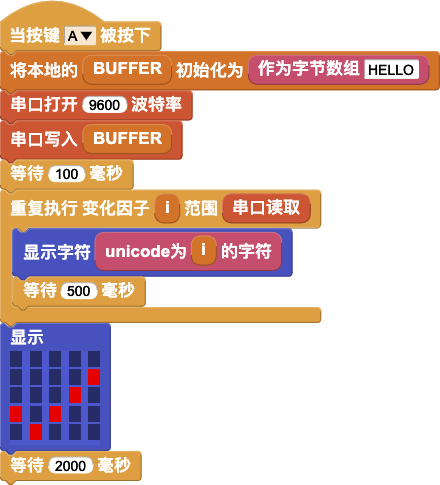 当按键 A▼ 被按下
将本地的 BUFFER 初始化为 作为字节数组 HELLO
串口打开 9600 波特率
串口写入 BUFFER
等待 100 毫秒
重复执行 变化因子 i 范围 串口读取
显示字符 unicode为 i 的字符
等待 500 毫秒
显示
等待 2000 毫秒